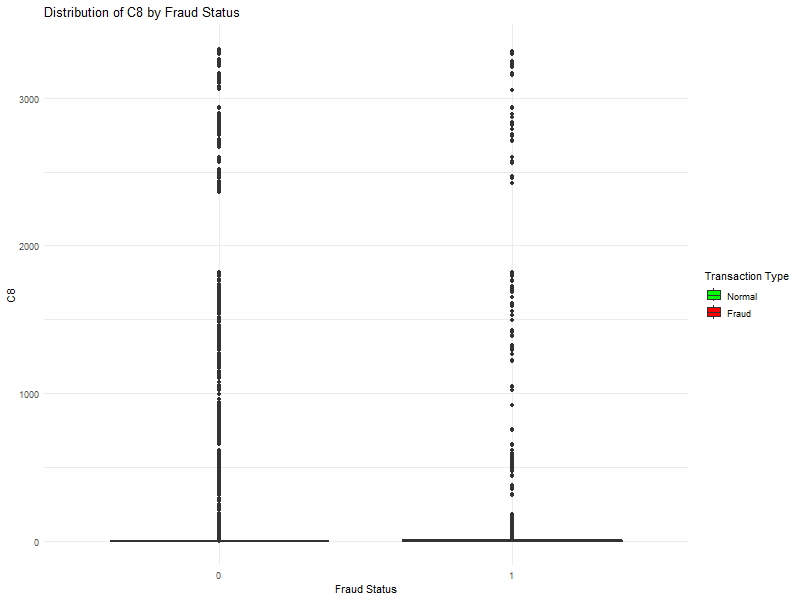 Distribution of C8 by Fraud Status
3000
2000
1000
0
C8
0
1
Fraud Status
Transaction Type
Normal
Fraud